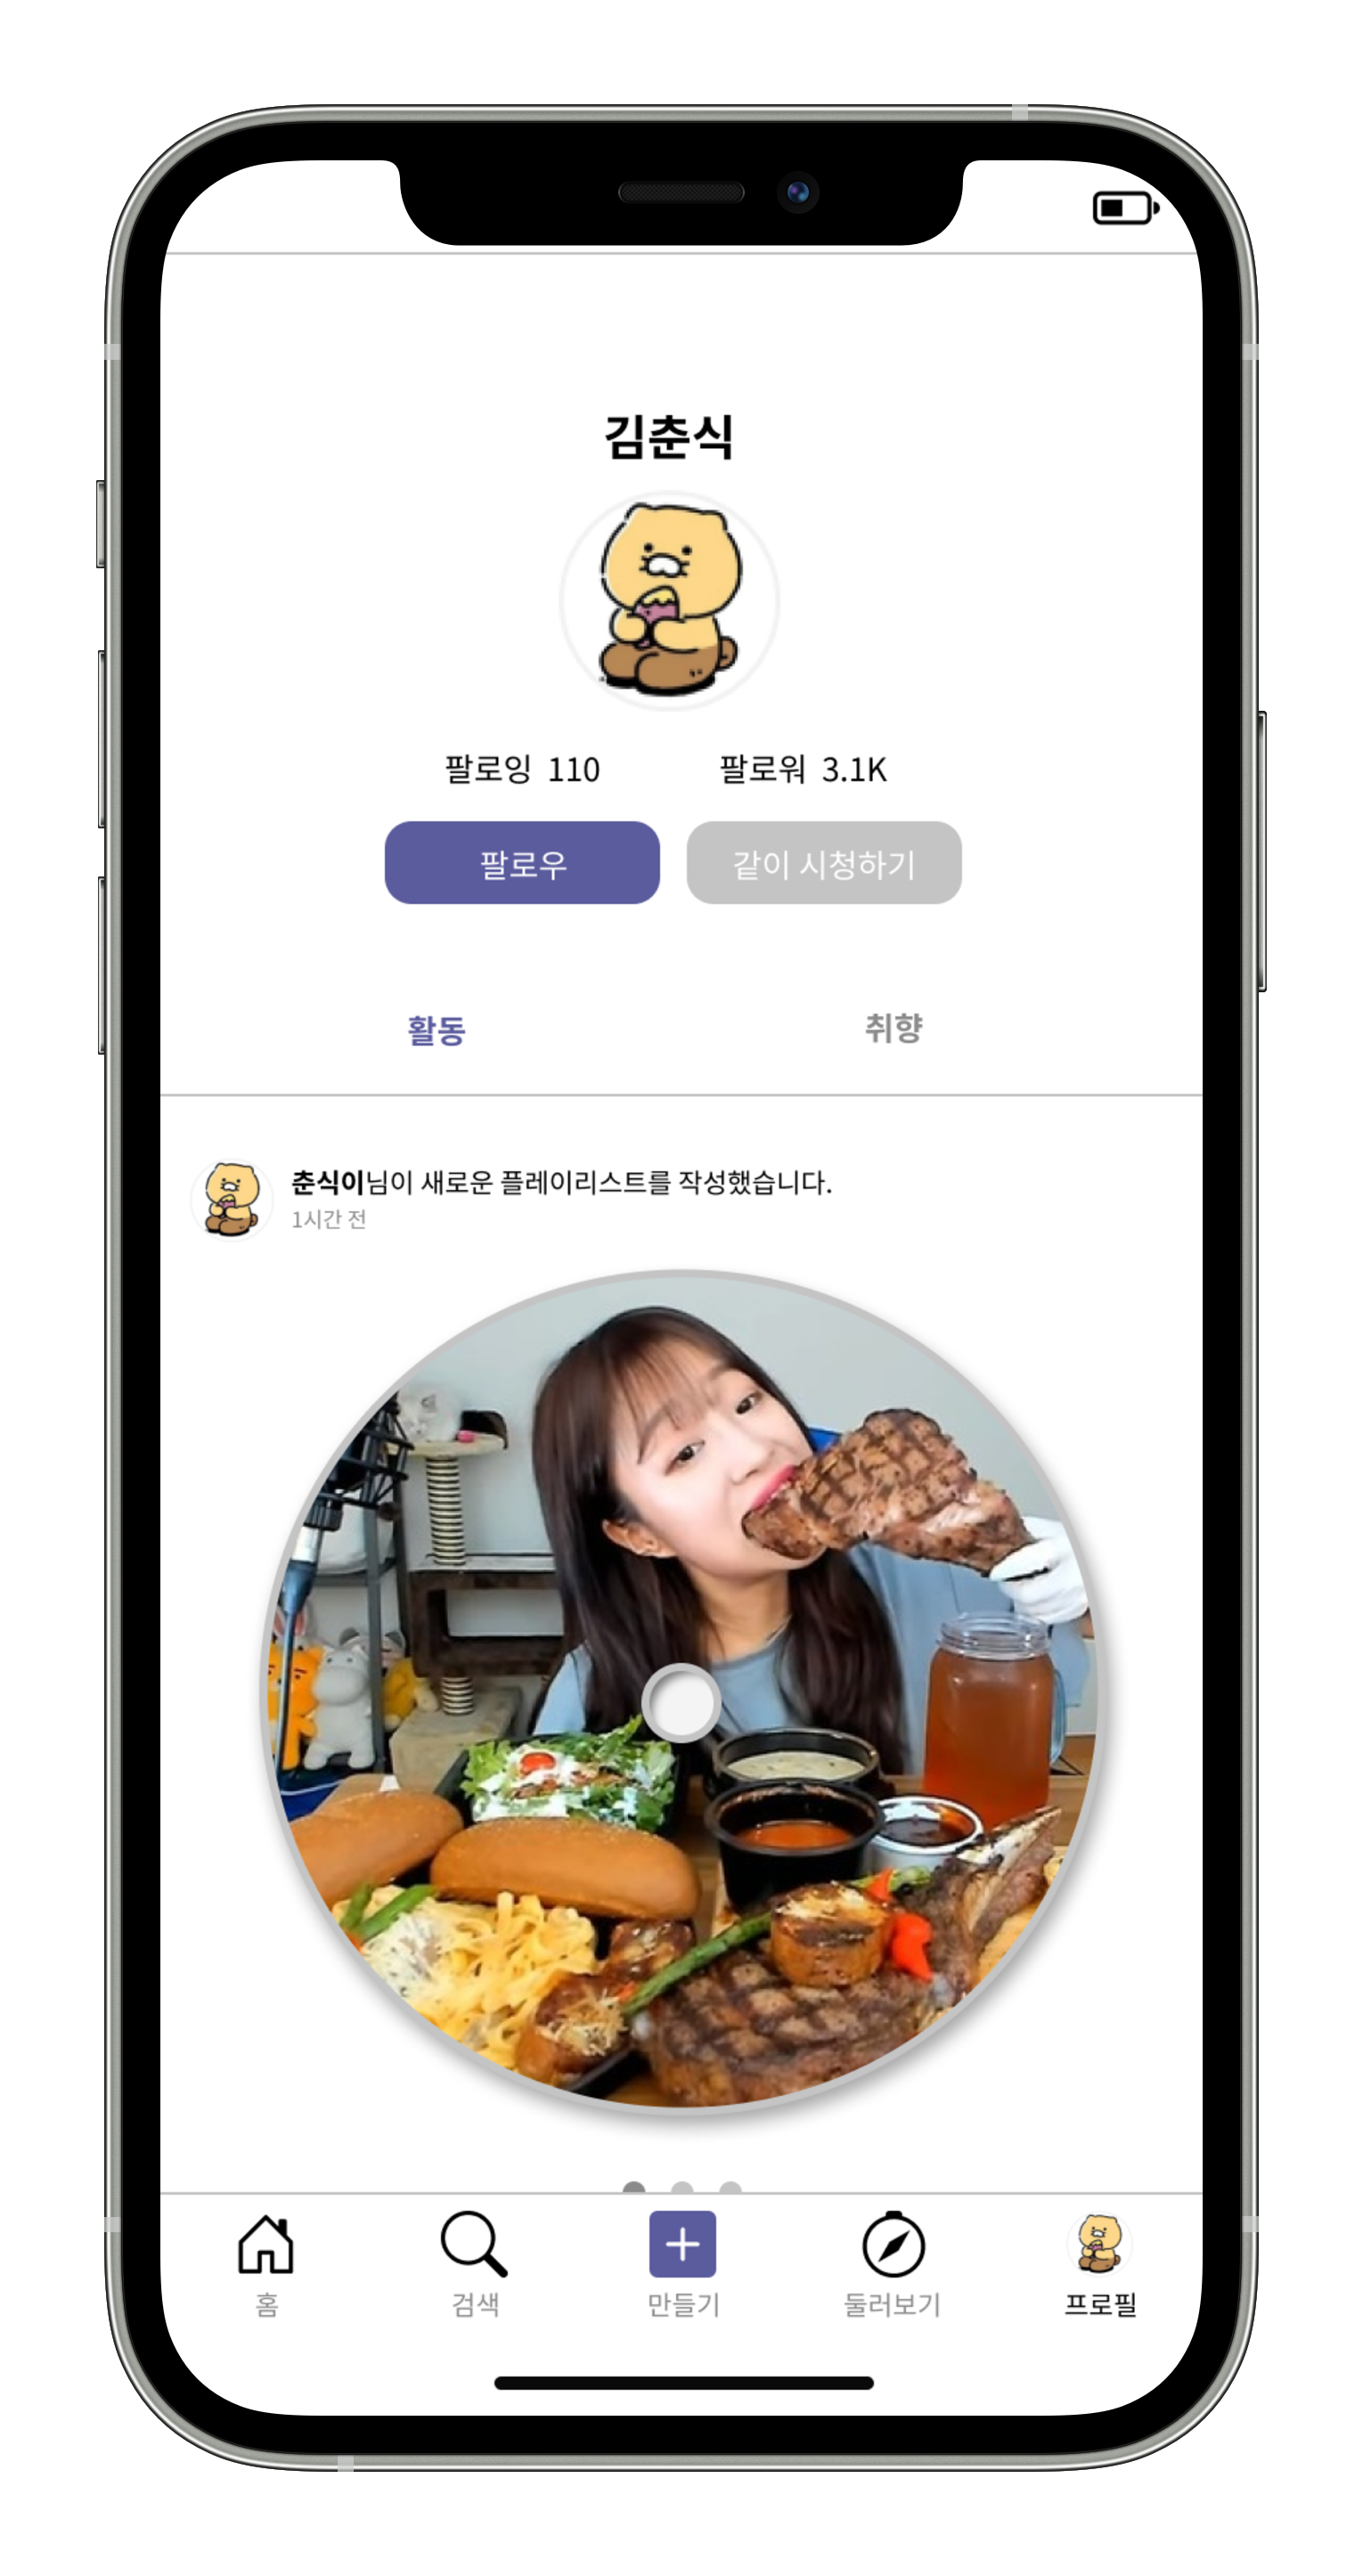 김춘식
팔로잉 110 팔로워 3.1K
팔로우 같이 시청하기
활동 취향
춘식이님이 새로운 플레이리스트를 작성했습니다.
1시간 전
홈 검색 만들기 둘러보기 프로필